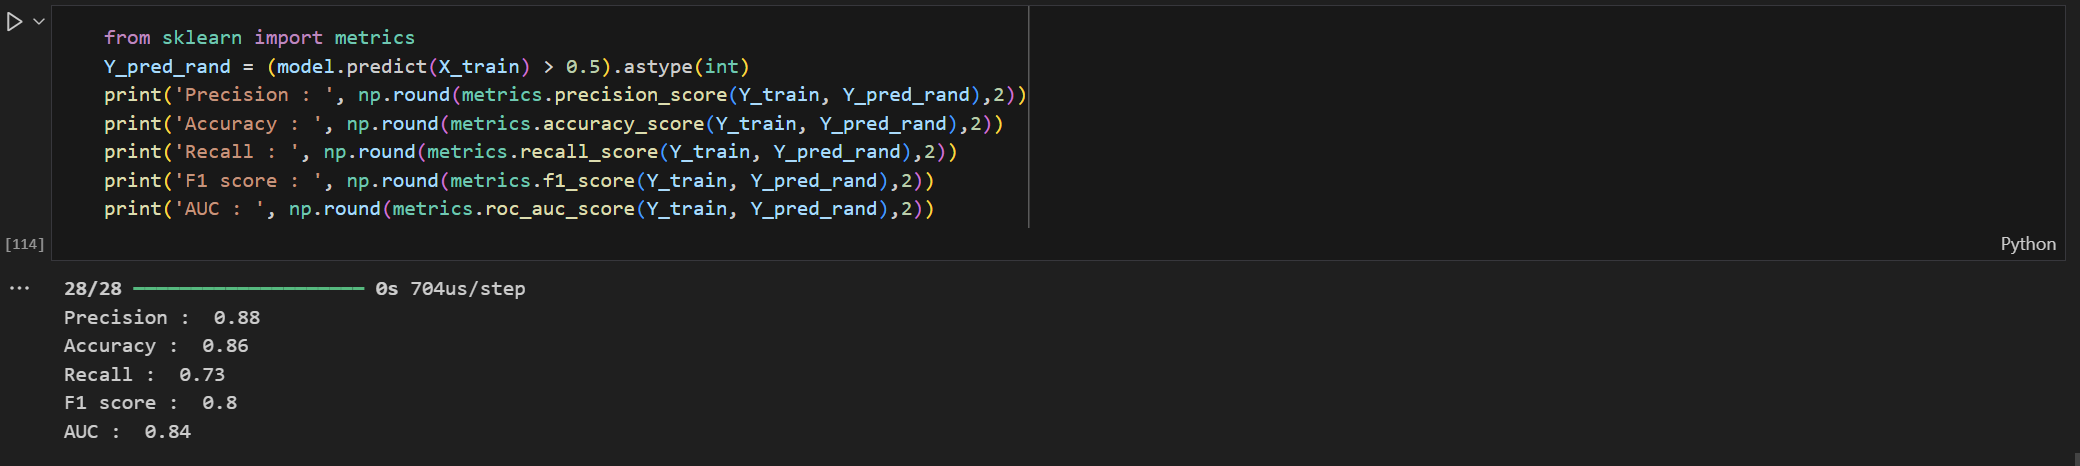 from sklearn import metrics
Y_pred_rand = (model.predict(X_train) > 0.5).astype(int)
print('Precision : ', np.round(metrics.precision_score(Y_train, Y_pred_rand),2))
print('Accuracy : ', np.round(metrics.accuracy_score(Y_train, Y_pred_rand),2))
print('Recall : ', np.round(metrics.recall_score(Y_train, Y_pred_rand),2))
print('F1 score : ', np.round(metrics.f1_score(Y_train, Y_pred_rand),2))
print('AUC : ', np.round(metrics.roc_auc_score(Y_train, Y_pred_rand),2))
[114]
Python
28/28 ━━━━━━━━━━━━━━━━━━━━ 0s 704us/step
Precision :  0.88
Accuracy :  0.86
Recall :  0.73
F1 score :  0.8
AUC :  0.84